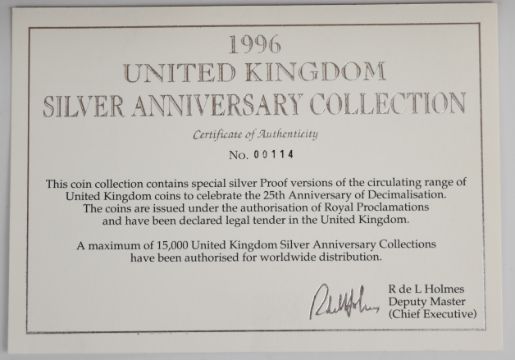 1996
UNITED KINGDOM
SILVER ANNIVERSARY COLLECTION
Certificate of Authenticity
No. 00114
This coin collection contains special silver Proof versions of the circulating range of
United Kingdom coins to celebrate the 25th Anniversary of Decimalisation.
The coins are issued under the authorisation of Royal Proclamations
and have been declared legal tender in the United Kingdom.
A maximum of 15,000 United Kingdom Silver Anniversary Collections
have been authorised for worldwide distribution.
R de L Holmes
Deputy Master
(Chief Executive)